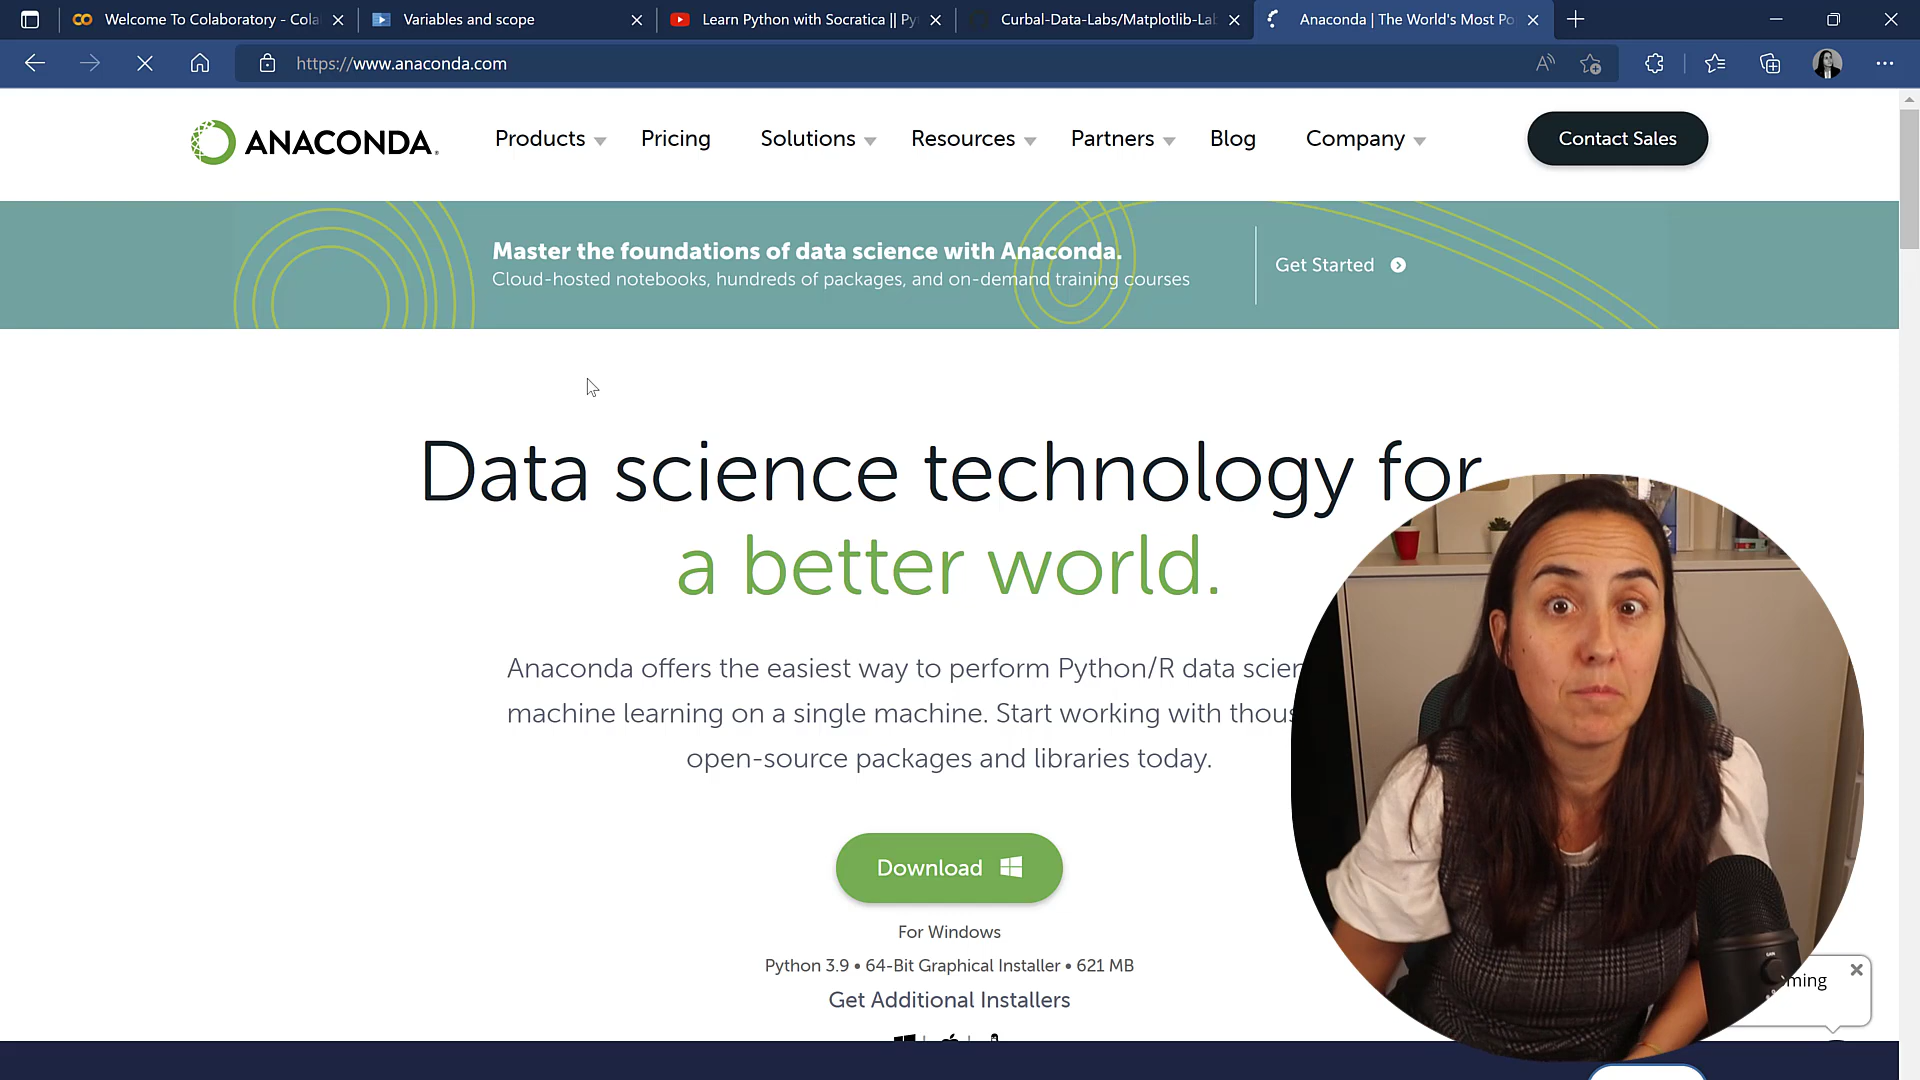 Welcome To Colaboratory - Cola
Variables and scope
Learn Python with Socratica || Py
Curbal-Data-Labs/Matplotlib-La
Anaconda | The World's Most Po
https://www.anaconda.com
ANACONDA.
Products
Pricing
Solutions
Resources
Partners
Blog
Company
Contact Sales
Master the foundations of data science with Anaconda.
Cloud-hosted notebooks, hundreds of packages, and on-demand training courses
Get Started
Data science technology for
a better world.
Anaconda offers the easiest way to perform Python/R data scien
machine learning on a single machine. Start working with thous
open-source packages and libraries today.
Download
For Windows
Python 3.9 • 64-Bit Graphical Installer • 621 MB
Get Additional Installers
ming